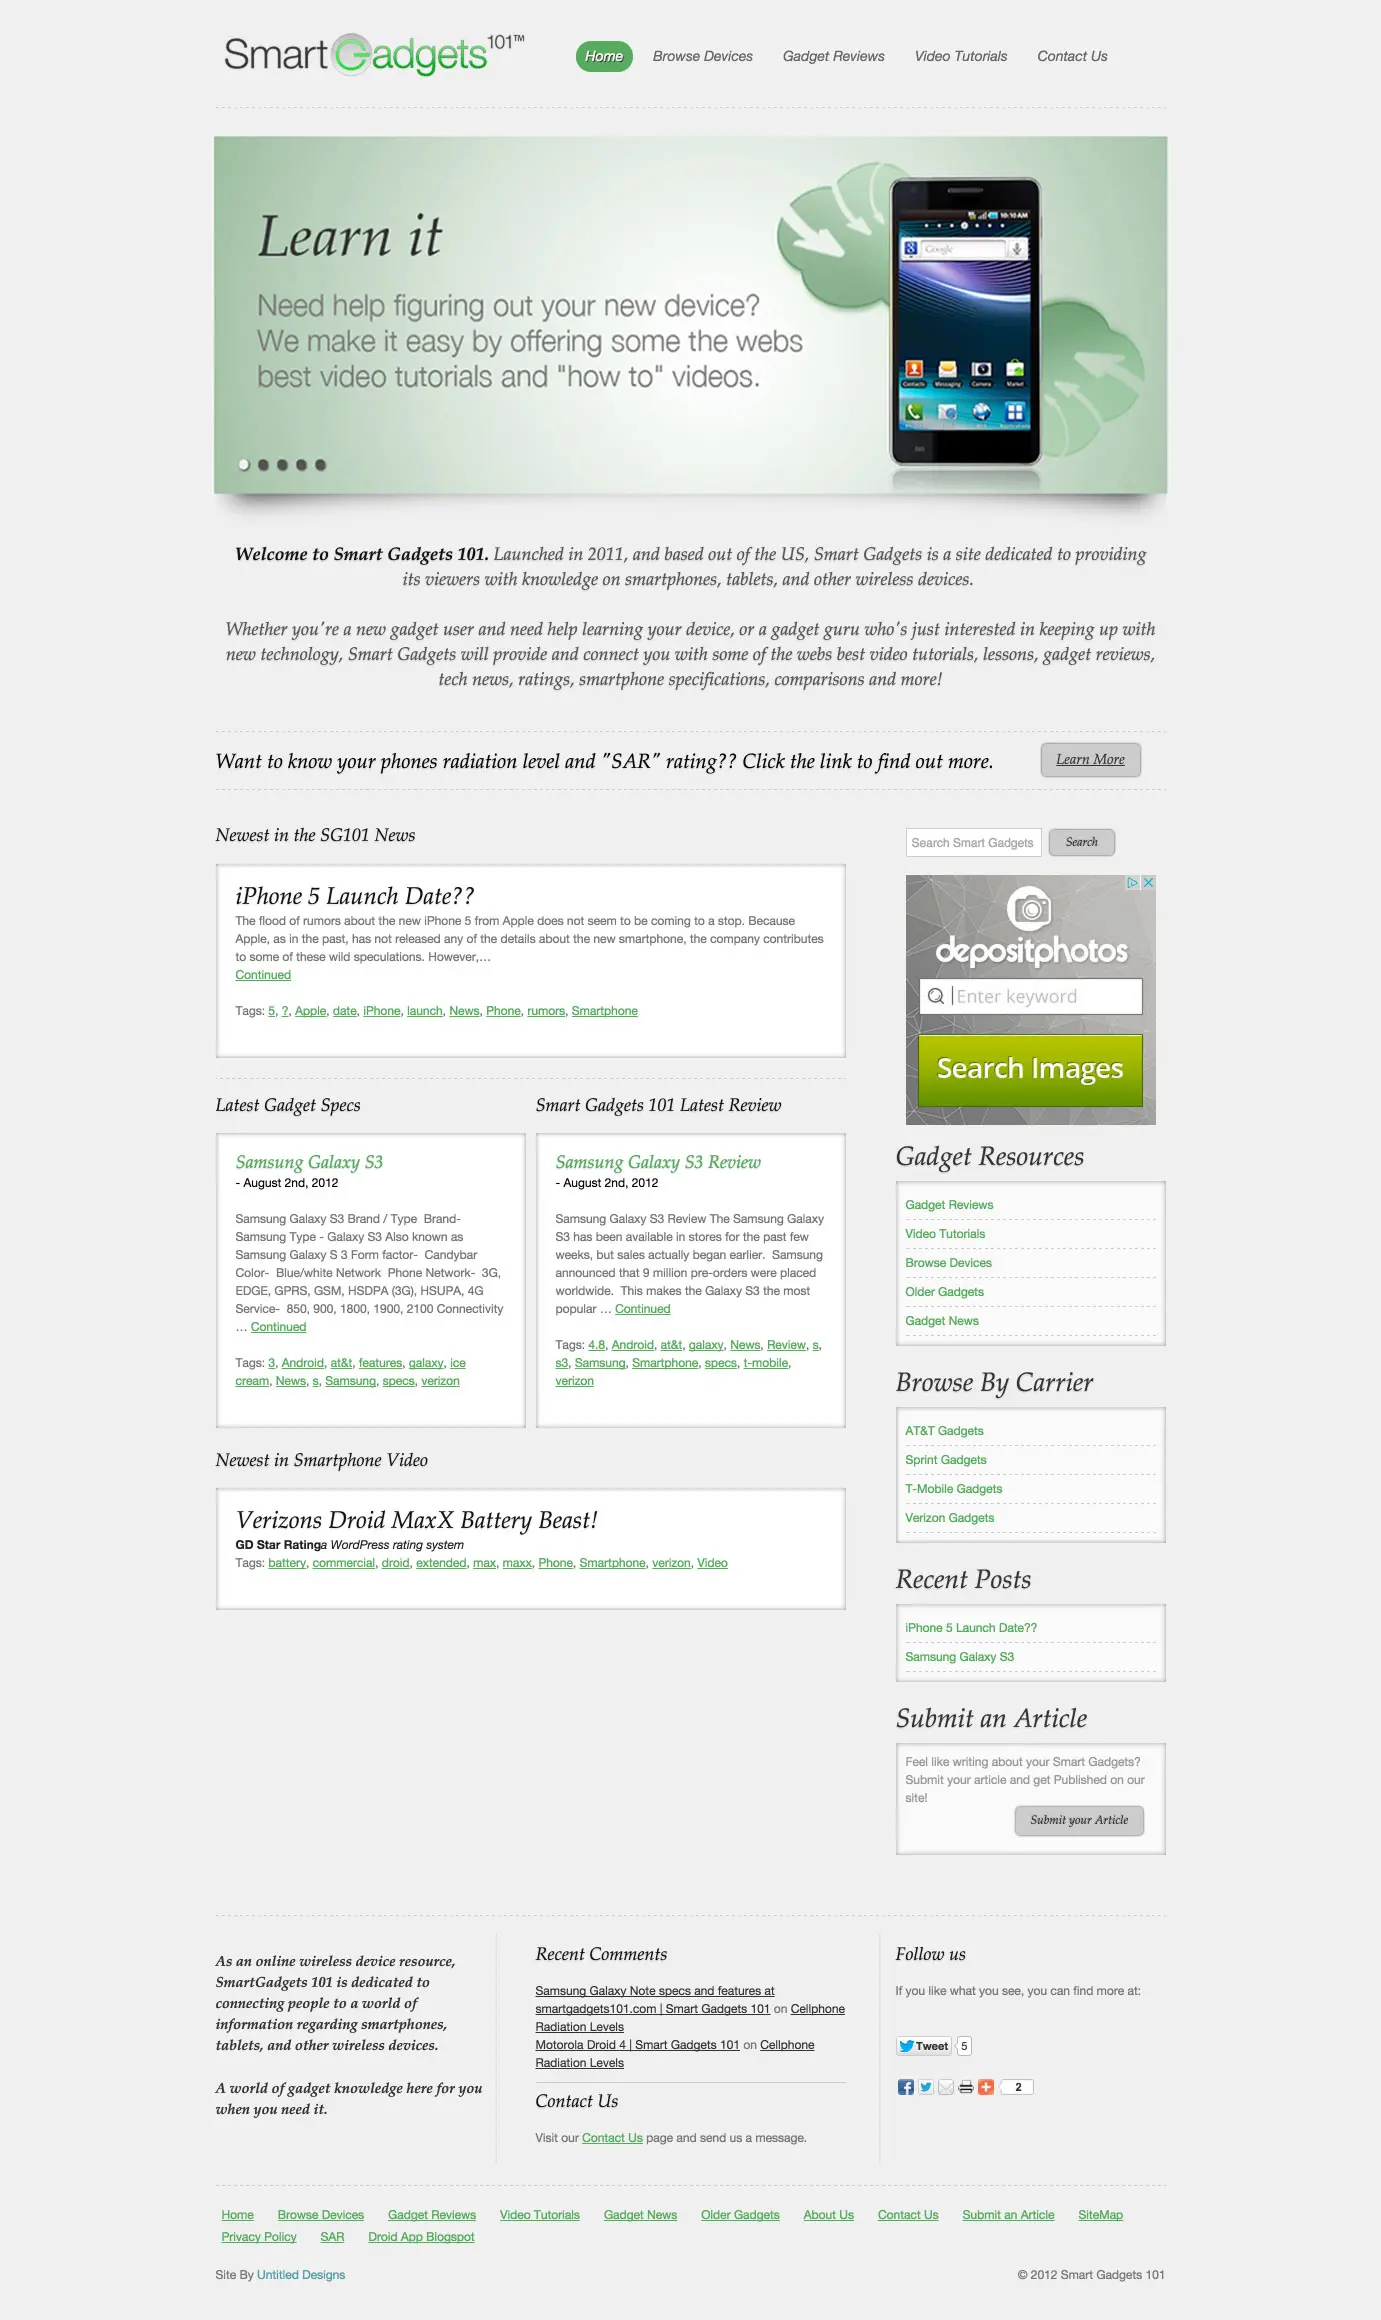 SmartGadgets101™
Home Browse Devices Gadget Reviews Video Tutorials Contact Us
Learn it
Need help figuring out your new device?
We make it easy by offering some the webs
best video tutorials and "how to" videos.
10:10 AM
Google
Contacts Messaging Camera Market
Welcome to Smart Gadgets 101. Launched in 2011, and based out of the US, Smart Gadgets is a site dedicated to providing
its viewers with knowledge on smartphones, tablets, and other wireless devices.
Whether you're a new gadget user and need help learning your device, or a gadget guru who's just interested in keeping up with
new technology, Smart Gadgets will provide and connect you with some of the webs best video tutorials, lessons, gadget reviews,
tech news, ratings, smartphone specifications, comparisons and more!
Want to know your phones radiation level and "SAR" rating?? Click the link to find out more.
Learn More
Newest in the SG101 News
iPhone 5 Launch Date??
The flood of rumors about the new iPhone 5 from Apple does not seem to be coming to a stop. Because
Apple, as in the past, has not released any of the details about the new smartphone, the company contributes
to some of these wild speculations. However,…
Continued
Tags: 5, ?, Apple, date, iPhone, launch, News, Phone, rumors, Smartphone
Latest Gadget Specs
Samsung Galaxy S3
- August 2nd, 2012
Samsung Galaxy S3 Brand / Type  Brand-
Samsung Type - Galaxy S3 Also known as
Samsung Galaxy S 3 Form factor-  Candybar
Color-  Blue/white Network  Phone Network-  3G,
EDGE, GPRS, GSM, HSDPA (3G), HSUPA, 4G
Service-  850, 900, 1800, 1900, 2100 Connectivity
… Continued
Tags: 3, Android, at&t, features, galaxy, ice
cream, News, s, Samsung, specs, verizon
Smart Gadgets 101 Latest Review
Samsung Galaxy S3 Review
- August 2nd, 2012
Samsung Galaxy S3 Review The Samsung Galaxy
S3 has been available in stores for the past few
weeks, but sales actually began earlier.  Samsung
announced that 9 million pre-orders were placed
worldwide.  This makes the Galaxy S3 the most
popular … Continued
Tags: 4.8, Android, at&t, galaxy, News, Review, s,
s3, Samsung, Smartphone, specs, t-mobile,
verizon
Newest in Smartphone Video
Verizons Droid MaxX Battery Beast!
GD Star Ratinga WordPress rating system
Tags: battery, commercial, droid, extended, max, maxx, Phone, Smartphone, verizon, Video
Search Smart Gadgets
Search
depositphotos
Enter keyword
Search Images
Gadget Resources
Gadget Reviews
Video Tutorials
Browse Devices
Older Gadgets
Gadget News
Browse By Carrier
AT&T Gadgets
Sprint Gadgets
T-Mobile Gadgets
Verizon Gadgets
Recent Posts
iPhone 5 Launch Date??
Samsung Galaxy S3
Submit an Article
Feel like writing about your Smart Gadgets?
Submit your article and get Published on our
site!
Submit your Article
As an online wireless device resource,
SmartGadgets 101 is dedicated to
connecting people to a world of
information regarding smartphones,
tablets, and other wireless devices.
A world of gadget knowledge here for you
when you need it.
Recent Comments
Samsung Galaxy Note specs and features at
smartgadgets101.com | Smart Gadgets 101 on Cellphone
Radiation Levels
Motorola Droid 4 | Smart Gadgets 101 on Cellphone
Radiation Levels
Contact Us
Visit our Contact Us page and send us a message.
Follow us
If you like what you see, you can find more at:
Tweet 5
2
Home Browse Devices Gadget Reviews Video Tutorials Gadget News Older Gadgets About Us Contact Us Submit an Article SiteMap
Privacy Policy SAR Droid App Blogspot
Site By Untitled Designs
© 2012 Smart Gadgets 101